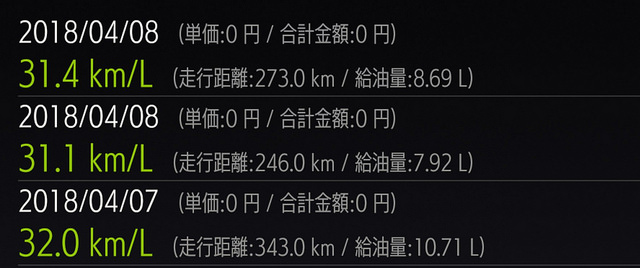 2018/04/08 (単価:0 円 / 合計金額:0 円)
31.4 km/L (走行距離:273.0 km / 給油量:8.69 L)
2018/04/08 (単価:0 円 / 合計金額:0 円)
31.1 km/L (走行距離:246.0 km / 給油量:7.92 L)
2018/04/07 (単価:0 円 / 合計金額:0 円)
32.0 km/L (走行距離:343.0 km / 給油量:10.71 L)